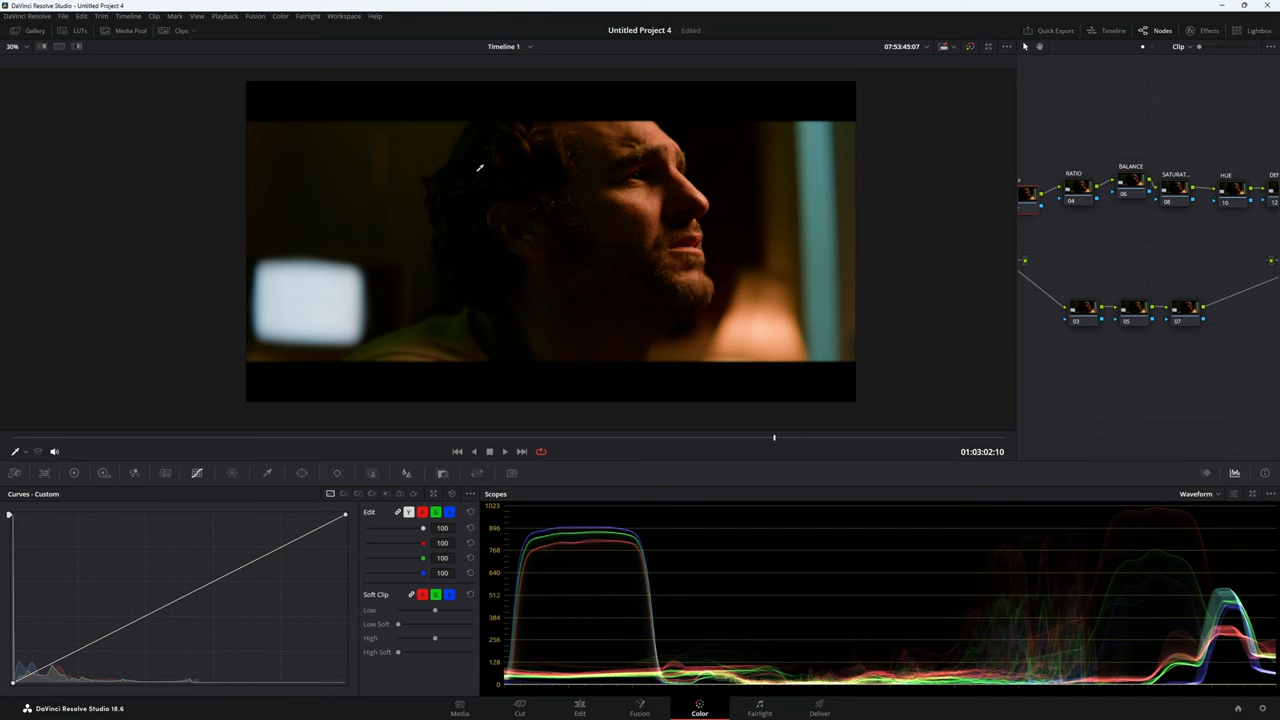 DaVinci Resolve Studio - Untitled Project 4
DaVinci Resolve File Edit Trim Timeline Clip Mark View Playback Fusion Color Fairlight Workspace Help
Gallery LUTs Media Pool Clips Untitled Project 4 Edited Quick Export Timeline Nodes Effects Lightbox
30% Timeline 1 07:53:45:07 Clip
RATIO BALANCE SATURAT... HUE DEN
04 06 08 10 12
03 05 07
01:03:02:10
Curves - Custom Scopes Waveform
Edit Y
100
100
100
100
Soft Clip
Low
Low Soft
High
High Soft
1023
896
768
640
512
384
256
128
0
DaVinci Resolve Studio 18.6 Media Cut Edit Fusion Color Fairlight Deliver